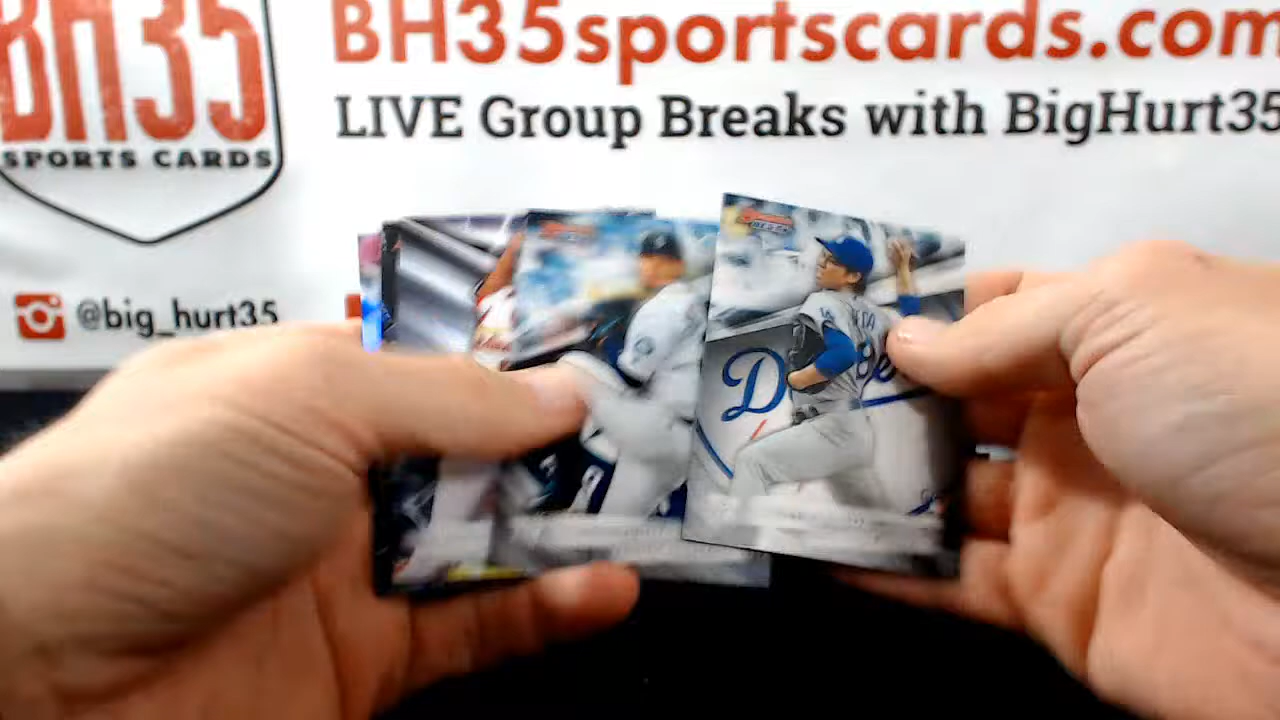 BH35
SPORTS CARDS
BH35sportscards.com
LIVE Group Breaks with BigHurt35
@big_hurt35
D